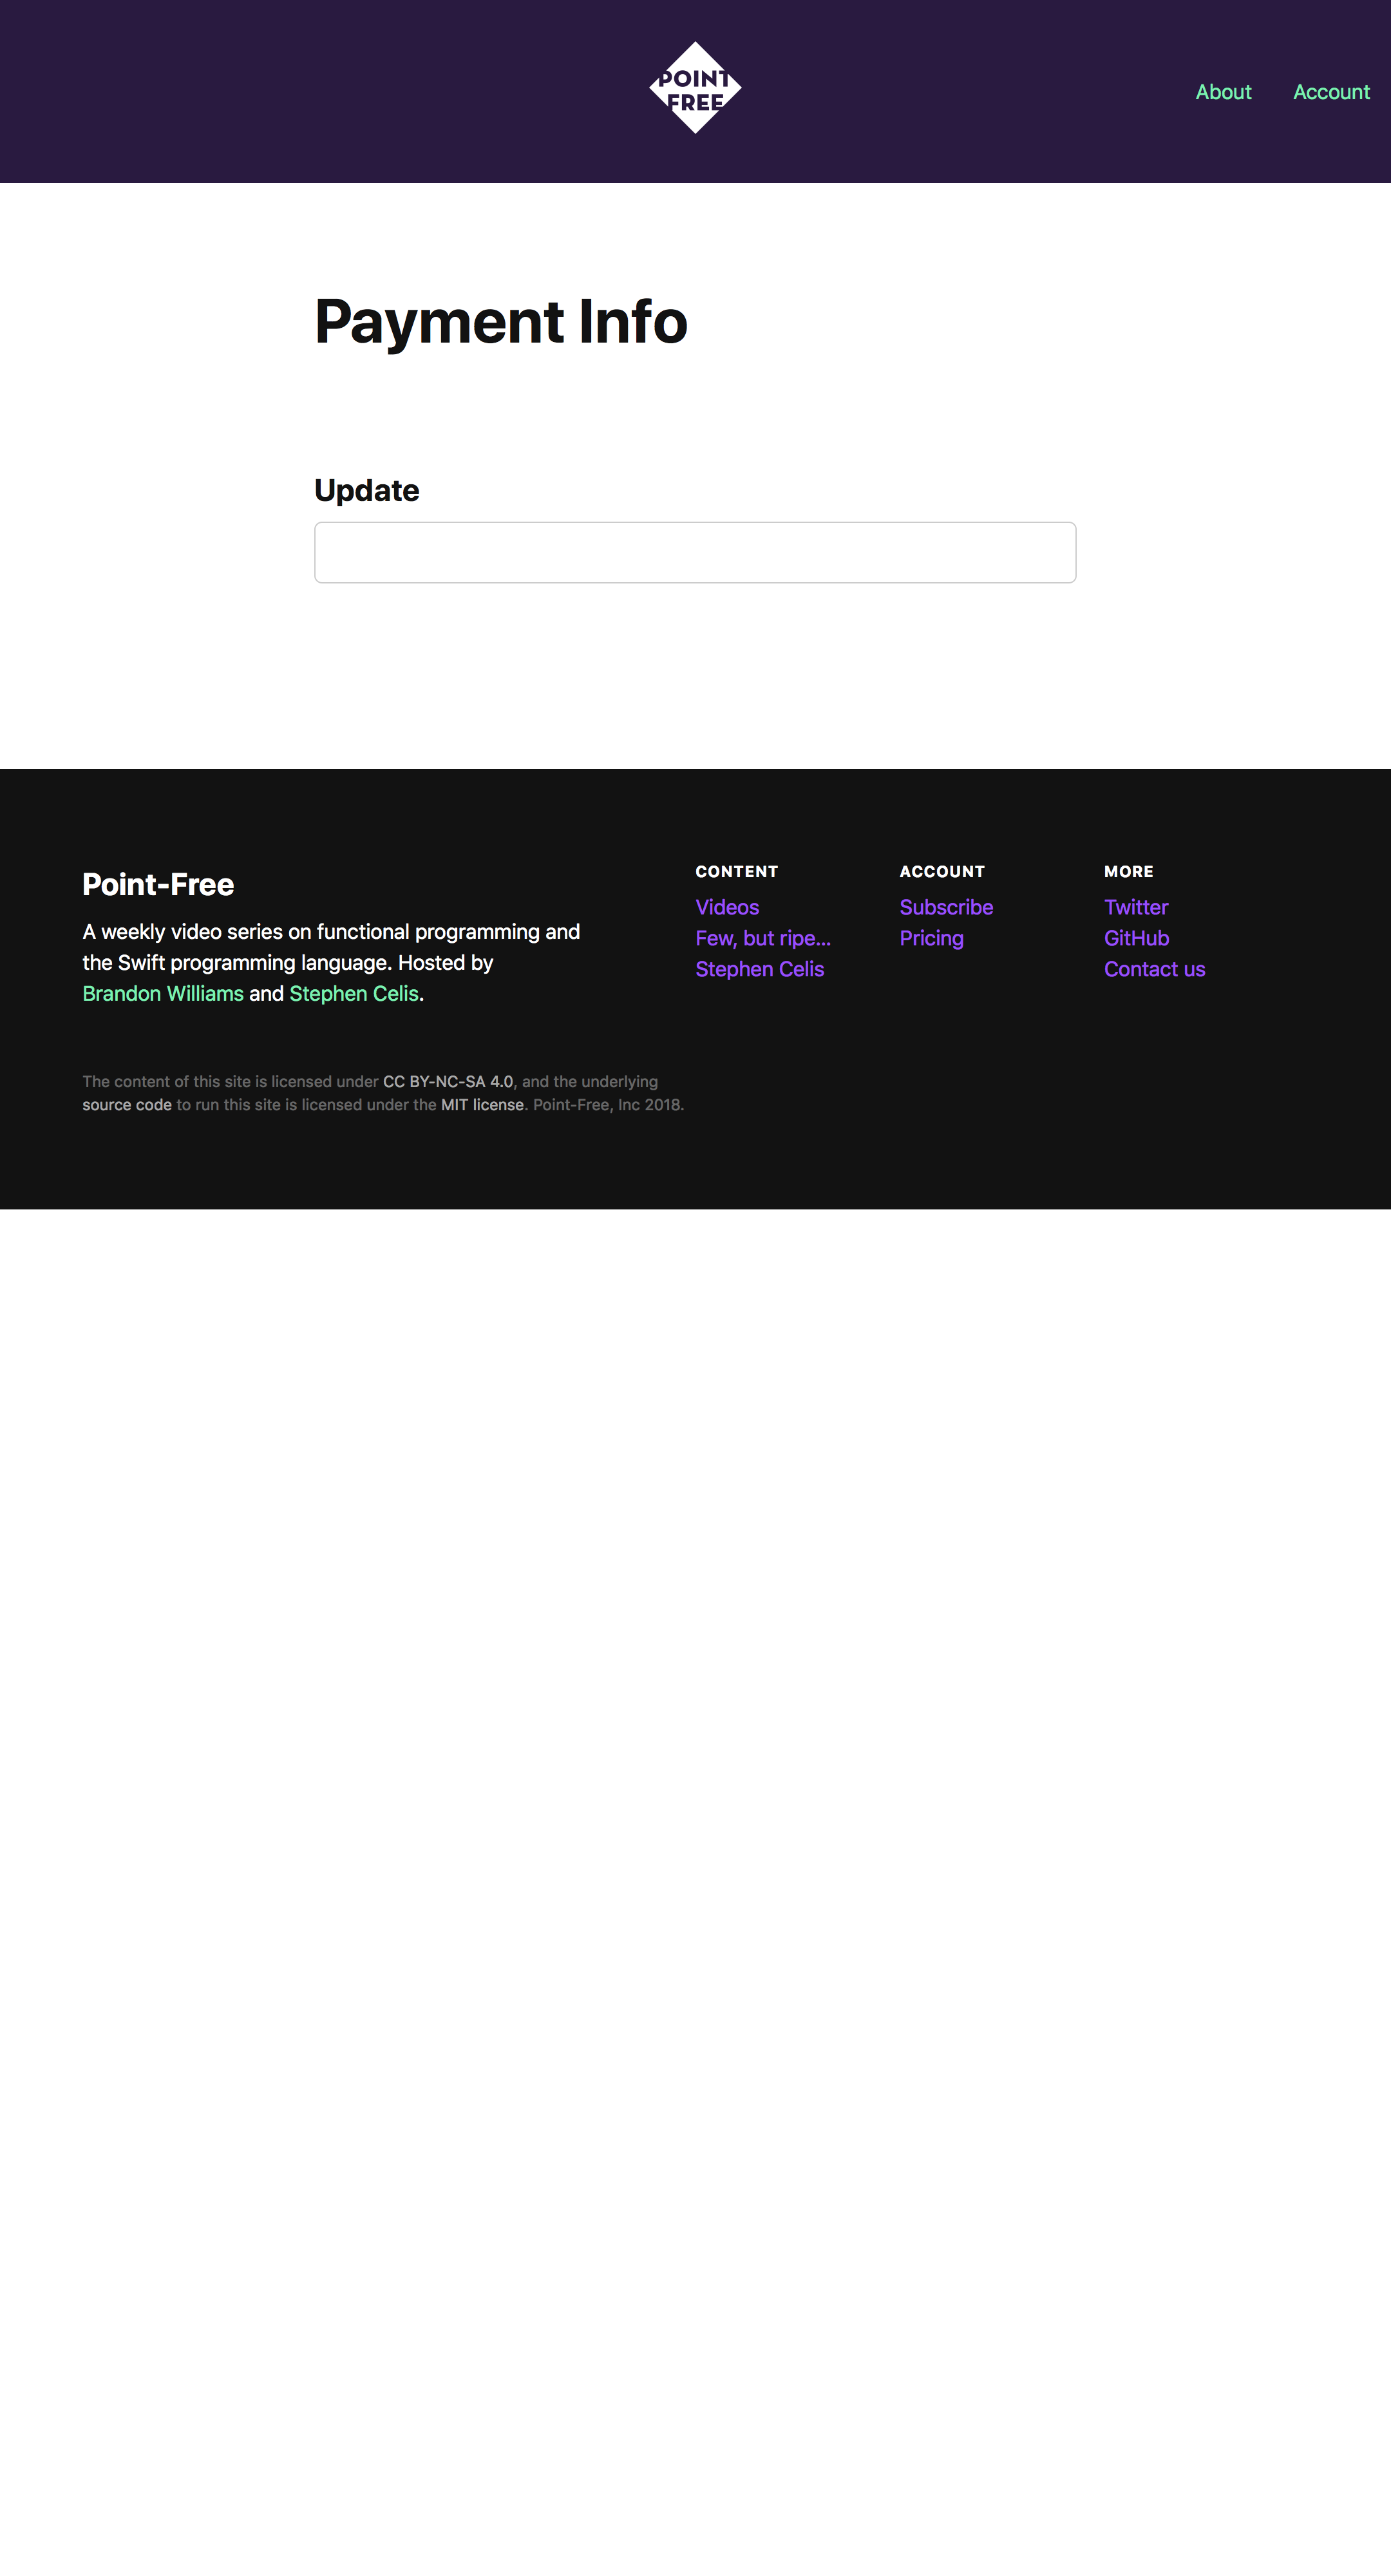 POINT
FREE
About
Account
Payment Info
Update
Point-Free
A weekly video series on functional programming and
the Swift programming language. Hosted by
Brandon Williams and Stephen Celis.
CONTENT
Videos
Few, but ripe...
Stephen Celis
ACCOUNT
Subscribe
Pricing
MORE
Twitter
GitHub
Contact us
The content of this site is licensed under CC BY-NC-SA 4.0, and the underlying
source code to run this site is licensed under the MIT license. Point-Free, Inc 2018.